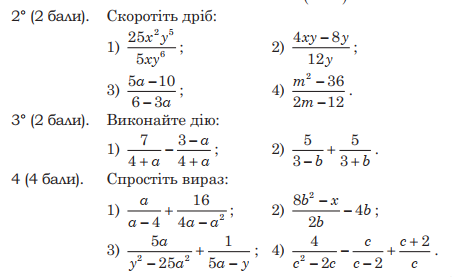 2° (2 бали). Скоротіть дріб:
1) \frac{25x^2y^5}{5xy^6}; 2) \frac{4xy-8y}{12y};
3) \frac{5a-10}{6-3a}; 4) \frac{m^2-36}{2m-12}.
3° (2 бали). Виконайте дію:
1) \frac{7}{4+a}-\frac{3-a}{4+a}; 2) \frac{5}{3-b}+\frac{5}{3+b}.
4 (4 бали). Спростіть вираз:
1) \frac{a}{a-4}+\frac{16}{4a-a^2}; 2) \frac{8b^2-x}{2b}-4b;
3) \frac{5a}{y^2-25a^2}+\frac{1}{5a-y}; 4) \frac{4}{c^2-2c}-\frac{c}{c-2}+\frac{c+2}{c}.